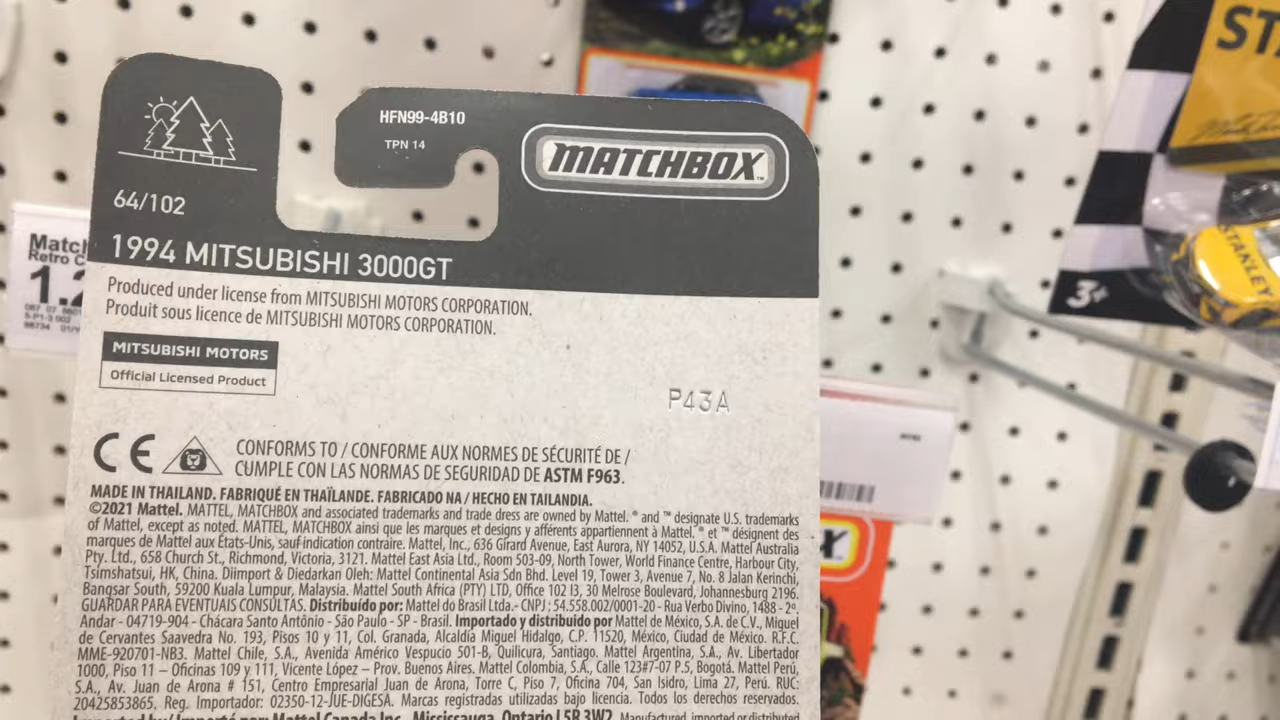 HFN99-4B10
TPN 14
MATCHBOX™
64/102
1994 MITSUBISHI 3000GT
Produced under license from MITSUBISHI MOTORS CORPORATION.
Produit sous licence de MITSUBISHI MOTORS CORPORATION.
MITSUBISHI MOTORS
Official Licensed Product
P43A
CE
CONFORMS TO / CONFORME AUX NORMES DE SÉCURITÉ DE /
CUMPLE CON LAS NORMAS DE SEGURIDAD DE ASTM F963.
MADE IN THAILAND. FABRIQUÉ EN THAÏLANDE. FABRICADO NA / HECHO EN TAILANDIA.
©2021 Mattel. MATTEL, MATCHBOX and associated trademarks and trade dress are owned by Mattel. ® and ™ designate U.S. trademarks
of Mattel, except as noted. MATTEL, MATCHBOX ainsi que les marques et designs y afférents appartiennent à Mattel. ® et ™ désignent des
marques de Mattel aux États-Unis, sauf indication contraire. Mattel, Inc., 636 Girard Avenue, East Aurora, NY 14052, U.S.A. Mattel Australia
Pty. Ltd., 658 Church St., Richmond, Victoria, 3121. Mattel East Asia Ltd., Room 503-09, North Tower, World Finance Centre, Harbour City,
Tsimshatsui, HK, China. Diimport & Diedarkan Oleh: Mattel Continental Asia Sdn Bhd. Level 19, Tower 3, Avenue 7, No. 8 Jalan Kerinchi,
Bangsar South, 59200 Kuala Lumpur, Malaysia. Mattel South Africa (PTY) LTD, Office 102 I3, 30 Melrose Boulevard, Johannesburg 2196.
GUARDAR PARA EVENTUAIS CONSULTAS. Distribuído por: Mattel do Brasil Ltda.- CNPJ : 54.558.002/0001-20 - Rua Verbo Divino, 1488 - 2º.
Andar - 04719-904 - Chácara Santo Antônio - São Paulo - SP - Brasil. Importado y distribuido por Mattel de México, S.A. de C.V., Miguel
de Cervantes Saavedra No. 193, Pisos 10 y 11, Col. Granada, Alcaldía Miguel Hidalgo, C.P. 11520, México, Ciudad de México. R.F.C.
MME-920701-NB3. Mattel Chile, S.A., Avenida Américo Vespucio 501-B, Quilicura, Santiago. Mattel Argentina, S.A., Av. Libertador
1000, Piso 11 – Oficinas 109 y 111, Vicente López – Prov. Buenos Aires. Mattel Colombia, S.A., Calle 123#7-07 P.5, Bogotá. Mattel Perú,
S.A., Av. Juan de Arona # 151, Centro Empresarial Juan de Arona, Torre C, Piso 7, Oficina 704, San Isidro, Lima 27, Perú. RUC:
20425853865, Reg. Importador: 02350-12-JUE-DIGESA. Marcas registradas utilizadas bajo licencia. Todos los derechos reservados.
Imported by/ Importé par: Mattel Canada Inc., Mississauga, Ontario L5R 3W2. Manufactured, imported or distributed
Match
Retro C
1.2
ST
STANLEY
3+